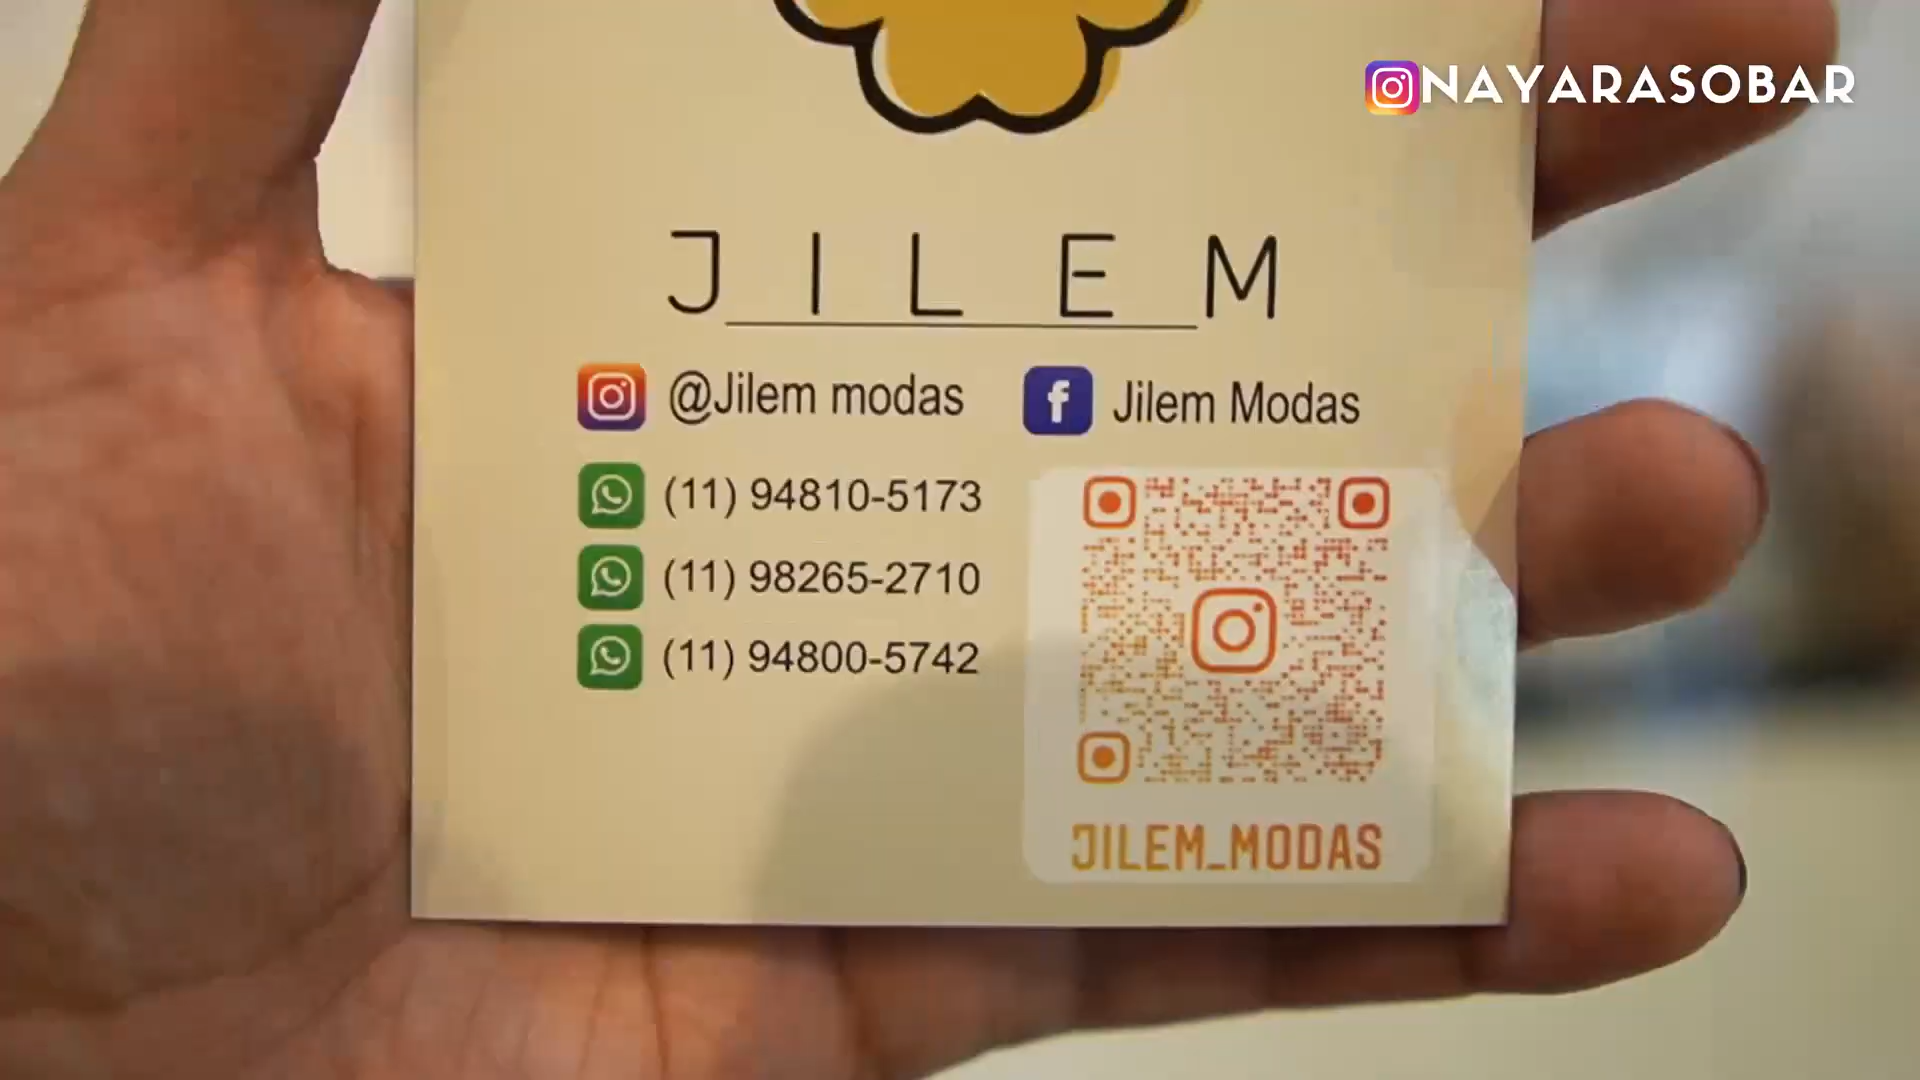 NAYARASOBAR
JILEM
@Jilem modas
Jilem Modas
(11) 94810-5173
(11) 98265-2710
(11) 94800-5742
JILEM_MODAS